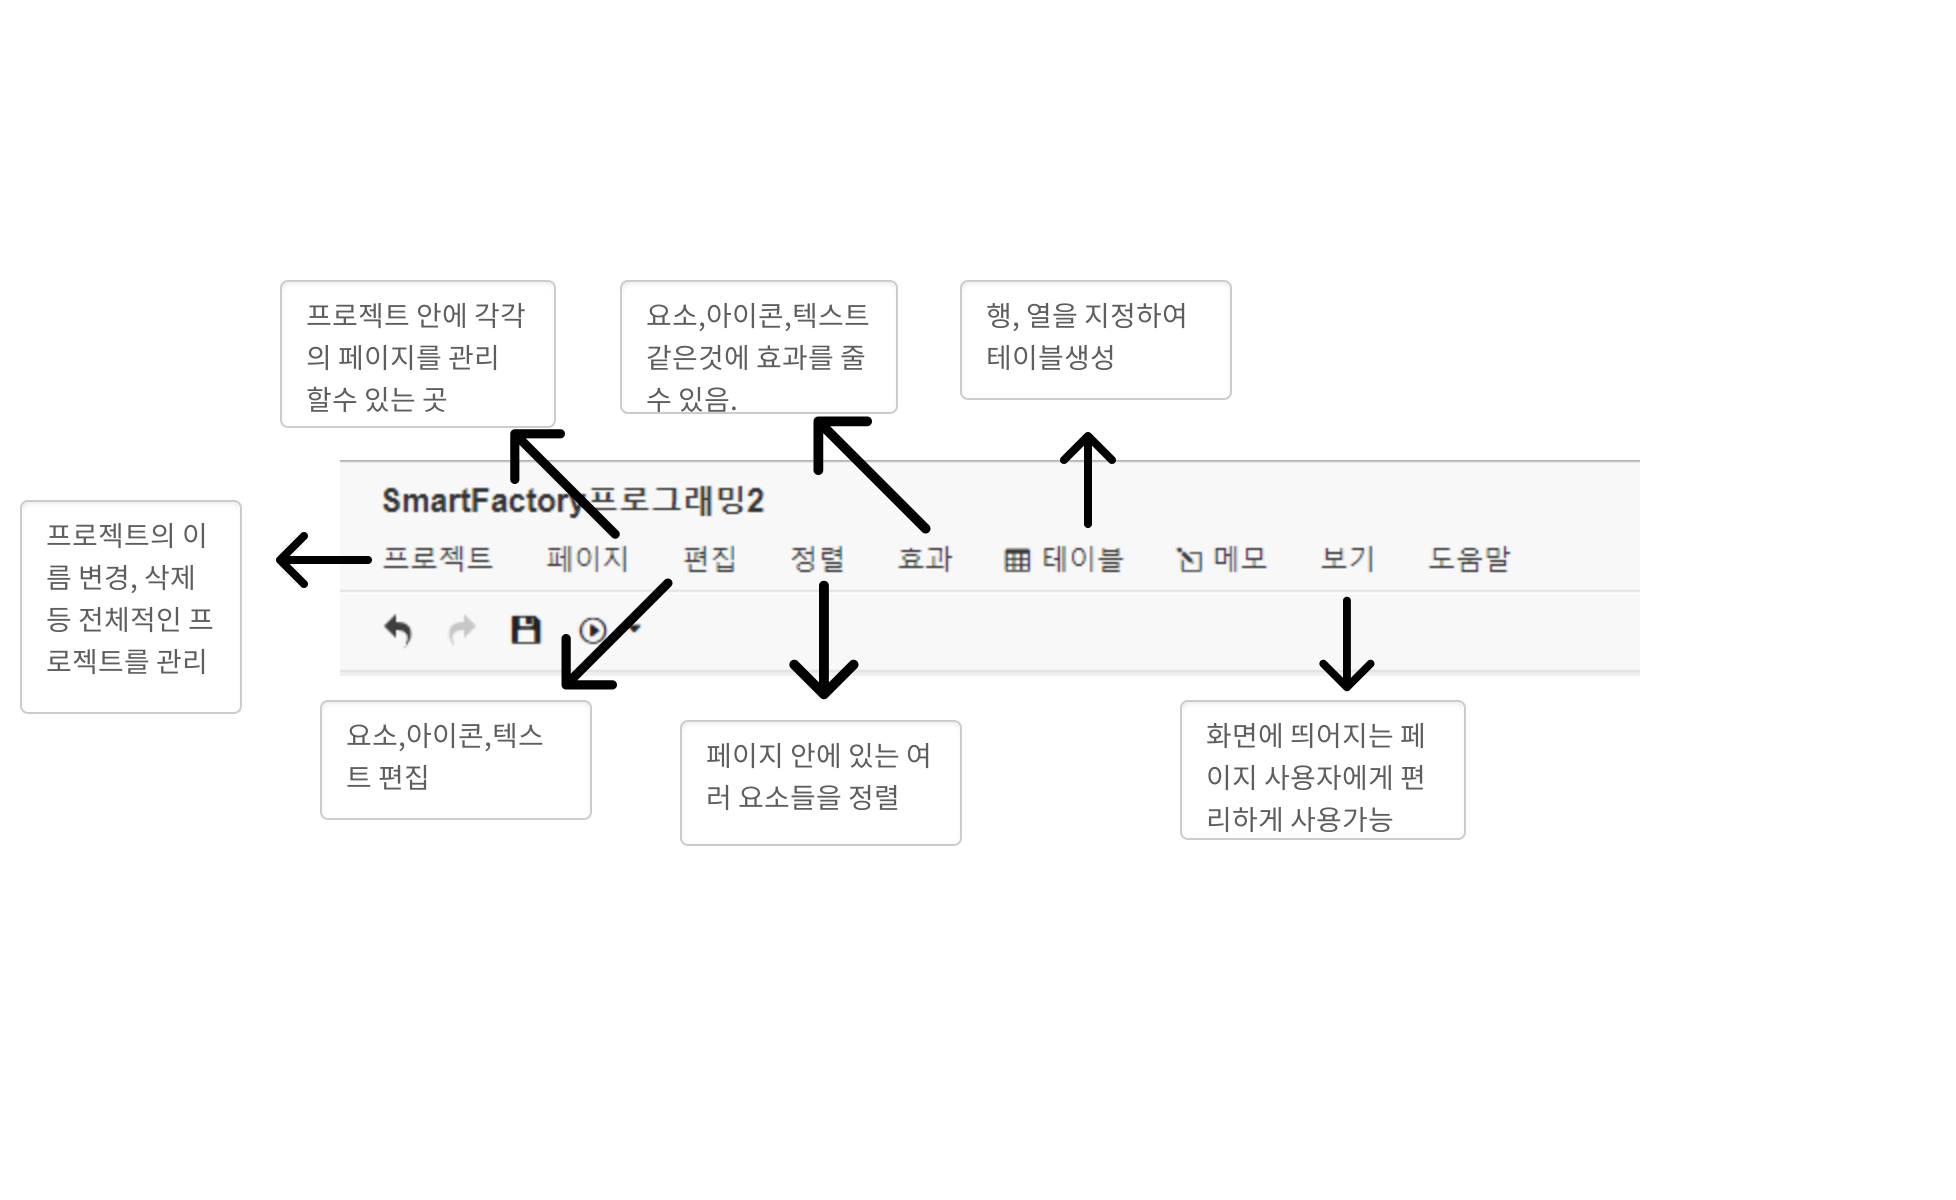 프로젝트 안에 각각
의 페이지를 관리
할수 있는 곳
요소,아이콘,텍스트
같은것에 효과를 줄
수 있음.
행, 열을 지정하여
테이블생성
프로젝트의 이
름 변경, 삭제
등 전체적인 프
로젝트를 관리
SmartFactory프로그래밍2
프로젝트 페이지 편집 정렬 효과 테이블 메모 보기 도움말
요소,아이콘,텍스
트 편집
페이지 안에 있는 여
러 요소들을 정렬
화면에 띄어지는 페
이지 사용자에게 편
리하게 사용가능